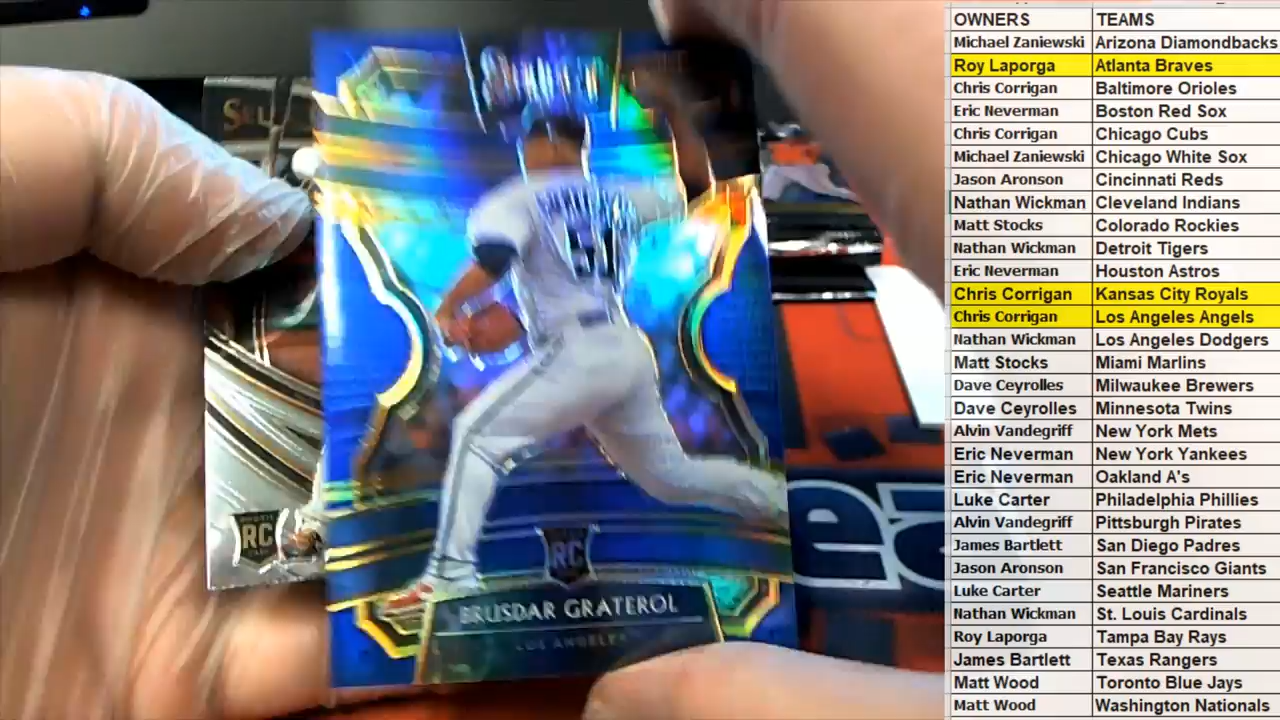 BRUSDAR GRATEROL
LOS ANGELES
RC
RC
OWNERS TEAMS
Michael Zaniewski Arizona Diamondbacks
Roy Laporga Atlanta Braves
Chris Corrigan Baltimore Orioles
Eric Neverman Boston Red Sox
Chris Corrigan Chicago Cubs
Michael Zaniewski Chicago White Sox
Jason Aronson Cincinnati Reds
Nathan Wickman Cleveland Indians
Matt Stocks Colorado Rockies
Nathan Wickman Detroit Tigers
Eric Neverman Houston Astros
Chris Corrigan Kansas City Royals
Chris Corrigan Los Angeles Angels
Nathan Wickman Los Angeles Dodgers
Matt Stocks Miami Marlins
Dave Ceyrolles Milwaukee Brewers
Dave Ceyrolles Minnesota Twins
Alvin Vandegriff New York Mets
Eric Neverman New York Yankees
Eric Neverman Oakland A's
Luke Carter Philadelphia Phillies
Alvin Vandegriff Pittsburgh Pirates
James Bartlett San Diego Padres
Jason Aronson San Francisco Giants
Luke Carter Seattle Mariners
Nathan Wickman St. Louis Cardinals
Roy Laporga Tampa Bay Rays
James Bartlett Texas Rangers
Matt Wood Toronto Blue Jays
Matt Wood Washington Nationals